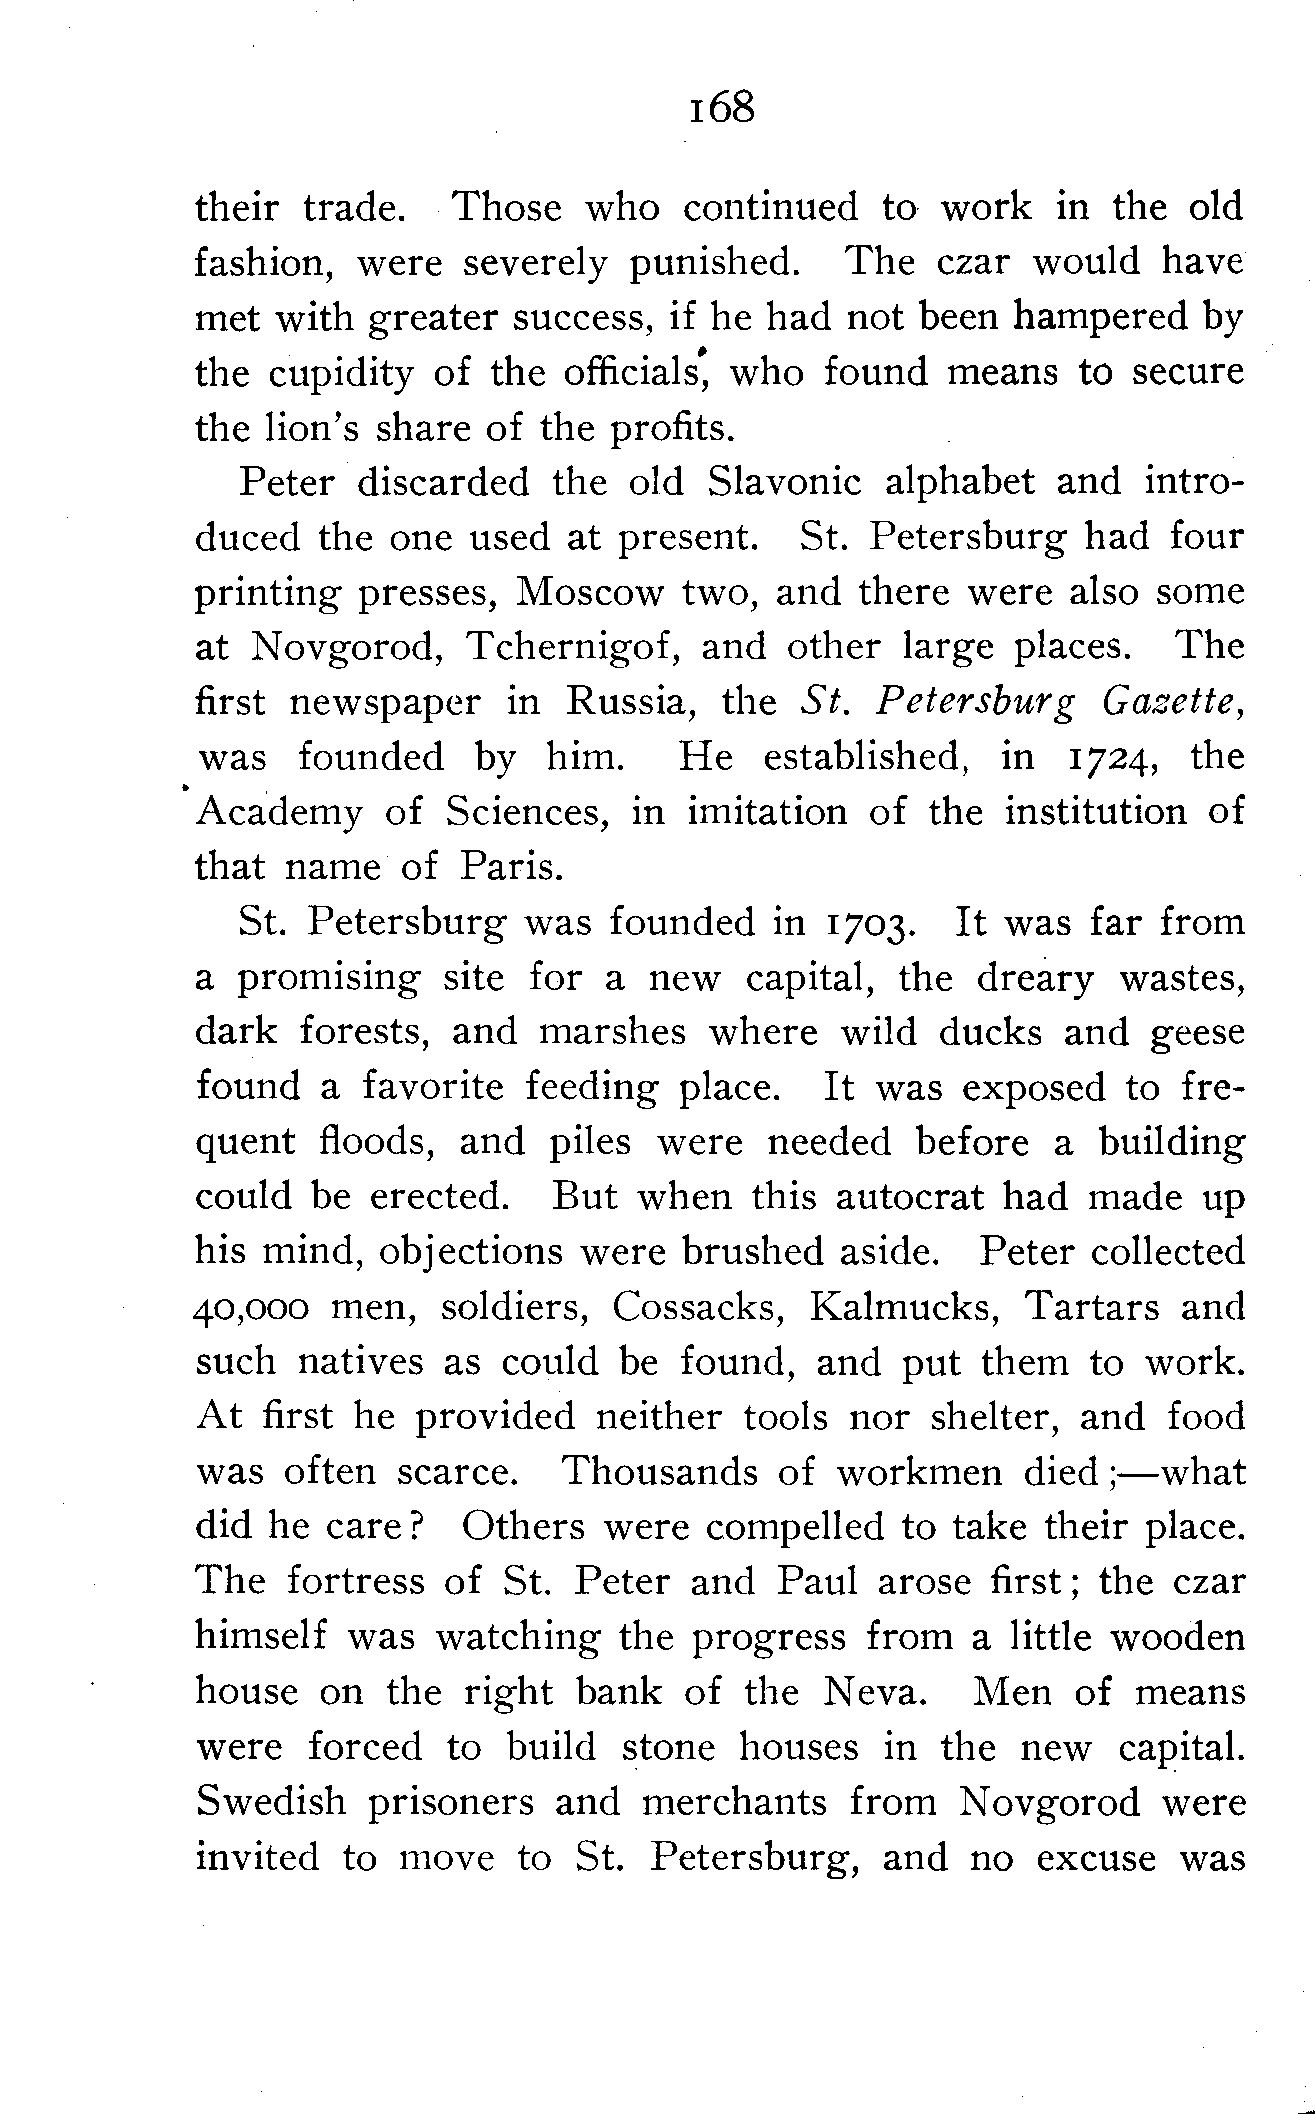 168
their trade. Those who continued to work in the old
fashion, were severely punished. The czar would have
met with greater success, if he had not been hampered by
the cupidity of the officials, who found means to secure
the lion's share of the profits.
Peter discarded the old Slavonic alphabet and intro-
duced the one used at present. St. Petersburg had four
printing presses, Moscow two, and there were also some
at Novgorod, Tchernigof, and other large places. The
first newspaper in Russia, the St. Petersburg Gazette,
was founded by him. He established, in 1724, the
Academy of Sciences, in imitation of the institution of
that name of Paris.
St. Petersburg was founded in 1703. It was far from
a promising site for a new capital, the dreary wastes,
dark forests, and marshes where wild ducks and geese
found a favorite feeding place. It was exposed to fre-
quent floods, and piles were needed before a building
could be erected. But when this autocrat had made up
his mind, objections were brushed aside. Peter collected
40,000 men, soldiers, Cossacks, Kalmucks, Tartars and
such natives as could be found, and put them to work.
At first he provided neither tools nor shelter, and food
was often scarce. Thousands of workmen died;—what
did he care? Others were compelled to take their place.
The fortress of St. Peter and Paul arose first; the czar
himself was watching the progress from a little wooden
house on the right bank of the Neva. Men of means
were forced to build stone houses in the new capital.
Swedish prisoners and merchants from Novgorod were
invited to move to St. Petersburg, and no excuse was